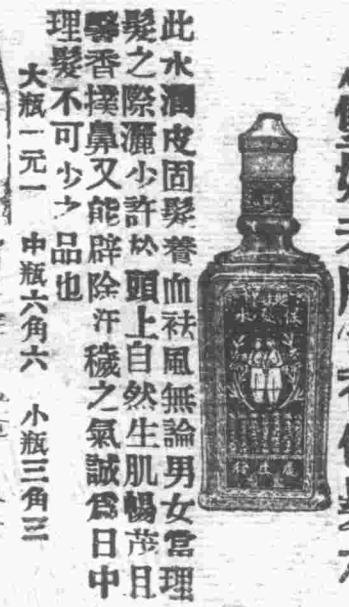 廣生行
此水潤皮固髮養血袪風無論男女當理
髮之際灑少許於頭上自然生肌暢茂且
馨香撲鼻又能辟除汗穢之氣誠爲日中
理髮不可少之品也
大瓶一元一 中瓶六角六 小瓶三角三